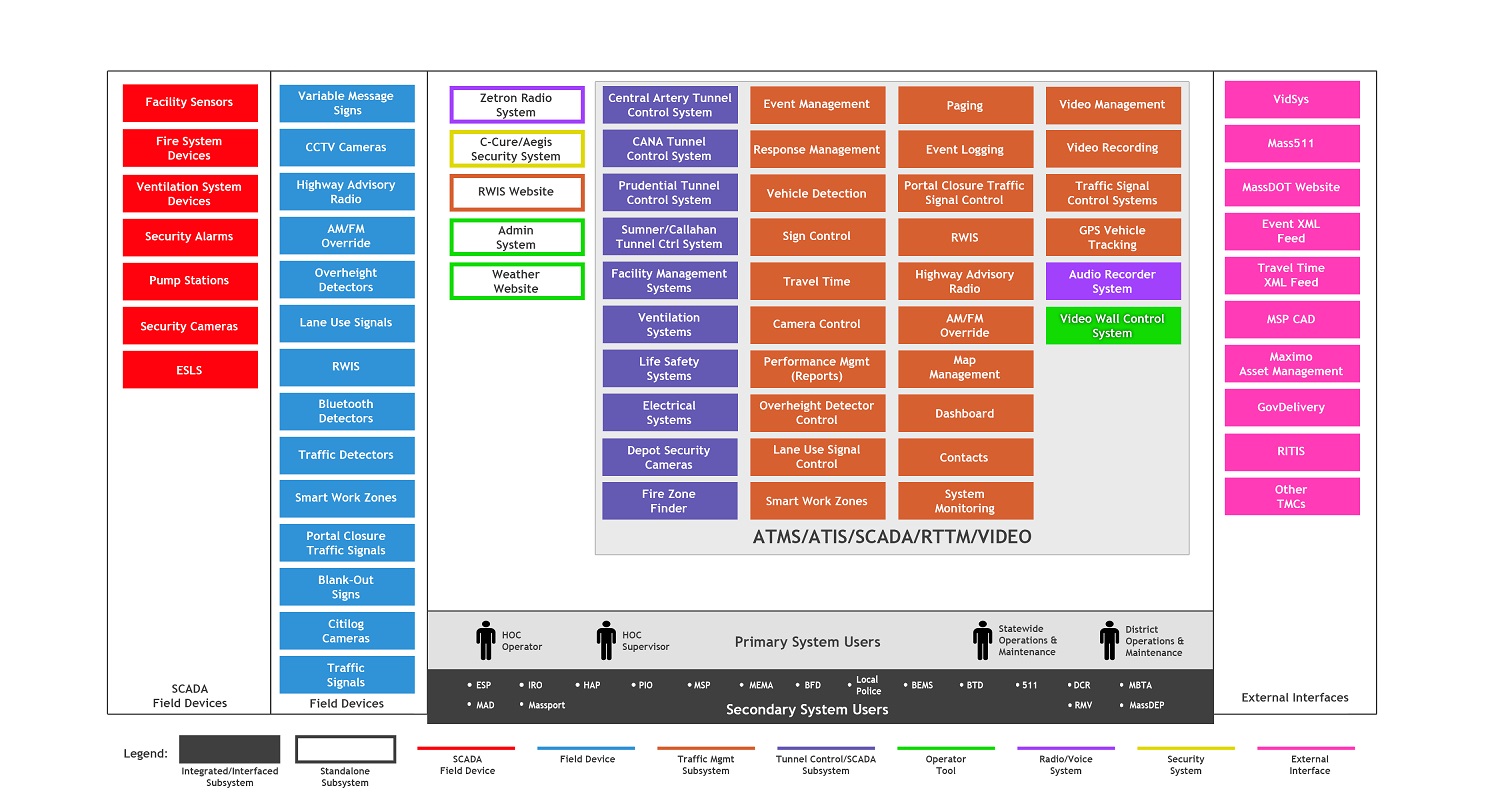 Facility Sensors
Fire System
Devices
Ventilation System
Devices
Security Alarms
Pump Stations
Security Cameras
ESLS
SCADA
Field Devices
Variable Message
Signs
CCTV Cameras
Highway Advisory
Radio
AM/FM
Override
Overheight
Detectors
Lane Use Signals
RWIS
Bluetooth
Detectors
Traffic Detectors
Smart Work Zones
Portal Closure
Traffic Signals
Blank-Out
Signs
Citilog
Cameras
Traffic
Signals
Field Devices
Zetron Radio
System
C-Cure/Aegis
Security System
RWIS Website
Admin
System
Weather
Website
Central Artery Tunnel
Control System
CANA Tunnel
Control System
Prudential Tunnel
Control System
Sumner/Callahan
Tunnel Ctrl System
Facility Management
Systems
Ventilation
Systems
Life Safety
Systems
Electrical
Systems
Depot Security
Cameras
Fire Zone
Finder
Event Management
Response Management
Vehicle Detection
Sign Control
Travel Time
Camera Control
Performance Mgmt
(Reports)
Overheight Detector
Control
Lane Use Signal
Control
Smart Work Zones
Paging
Event Logging
Portal Closure Traffic
Signal Control
RWIS
Highway Advisory
Radio
AM/FM
Override
Map
Management
Dashboard
Contacts
System
Monitoring
Video Management
Video Recording
Traffic Signal
Control Systems
GPS Vehicle
Tracking
Audio Recorder
System
Video Wall Control
System
ATMS/ATIS/SCADA/RTTM/VIDEO
VidSys
Mass511
MassDOT Website
Event XML
Feed
Travel Time
XML Feed
MSP CAD
Maximo
Asset Management
GovDelivery
RITIS
Other
TMCs
External Interfaces
HOC
Operator
HOC
Supervisor
Primary System Users
Statewide
Operations &
Maintenance
District
Operations &
Maintenance
• ESP • IRO • HAP • PIO • MSP • MEMA • BFD • Local Police • BEMS • BTD • 511 • DCR • MBTA
• MAD • Massport • RMV • MassDEP
Secondary System Users
Legend:
Integrated/Interfaced
Subsystem
Standalone
Subsystem
SCADA
Field Device
Field Device
Traffic Mgmt
Subsystem
Tunnel Control/SCADA
Subsystem
Operator
Tool
Radio/Voice
System
Security
System
External
Interface